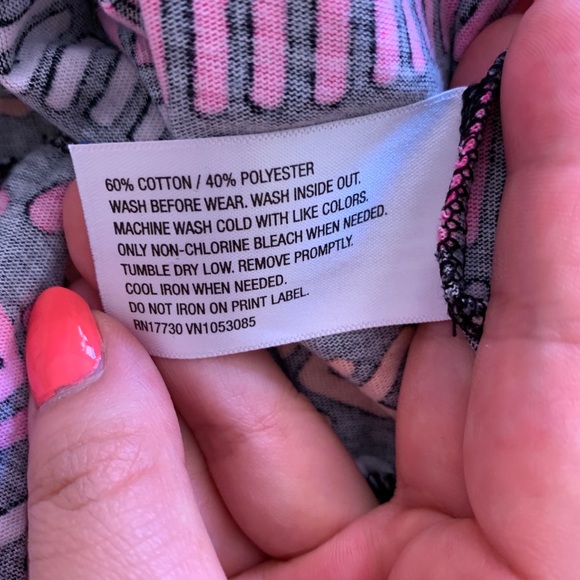 60% COTTON / 40% POLYESTER
WASH BEFORE WEAR. WASH INSIDE OUT.
MACHINE WASH COLD WITH LIKE COLORS.
ONLY NON-CHLORINE BLEACH WHEN NEEDED.
TUMBLE DRY LOW. REMOVE PROMPTLY.
COOL IRON WHEN NEEDED.
DO NOT IRON ON PRINT LABEL.
RN17730 VN1053085